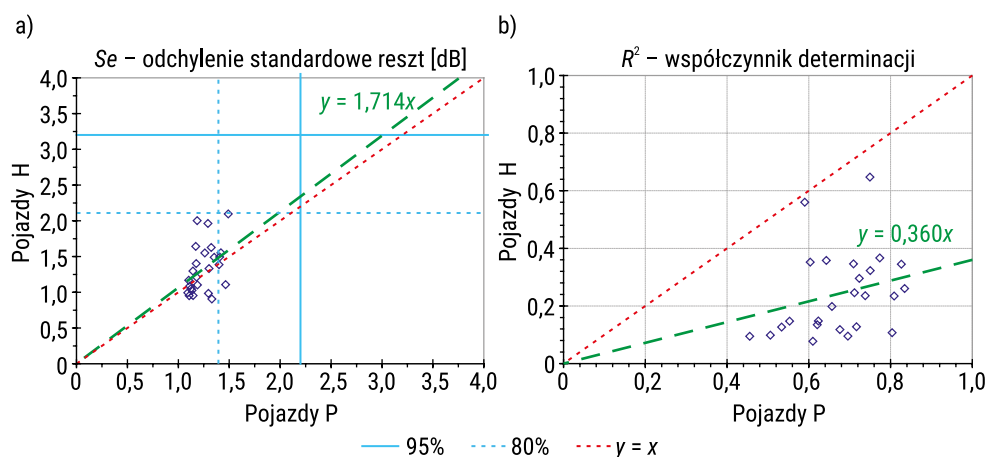 a)
Se – odchylenie standardowe reszt [dB]
4,0
3,5
3,0
2,5
2,0
1,5
1,0
0,5
0
Pojazdy H
y = 1,714x
0
0,5
1,0
1,5
2,0
2,5
3,0
3,5
4,0
Pojazdy P
b)
R² – współczynnik determinacji
1,0
0,8
0,6
0,4
0,2
0
Pojazdy H
y = 0,360x
0
0,2
0,4
0,6
0,8
1,0
Pojazdy P
95%
80%
y = x